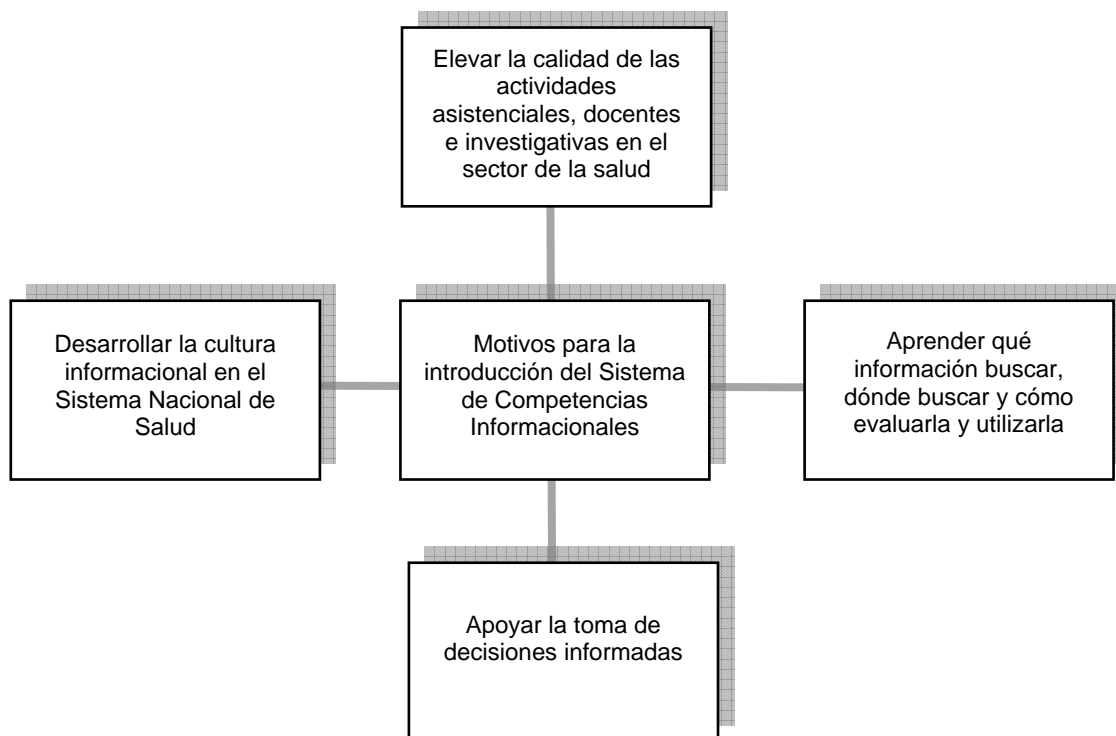 Elevar la calidad de las
actividades
asistenciales, docentes
e investigativas en el
sector de la salud
Desarrollar la cultura
informacional en el
Sistema Nacional de
Salud
Motivos para la
introducción del Sistema
de Competencias
Informacionales
Aprender qué
información buscar,
dónde buscar y cómo
evaluarla y utilizarla
Apoyar la toma de
decisiones informadas